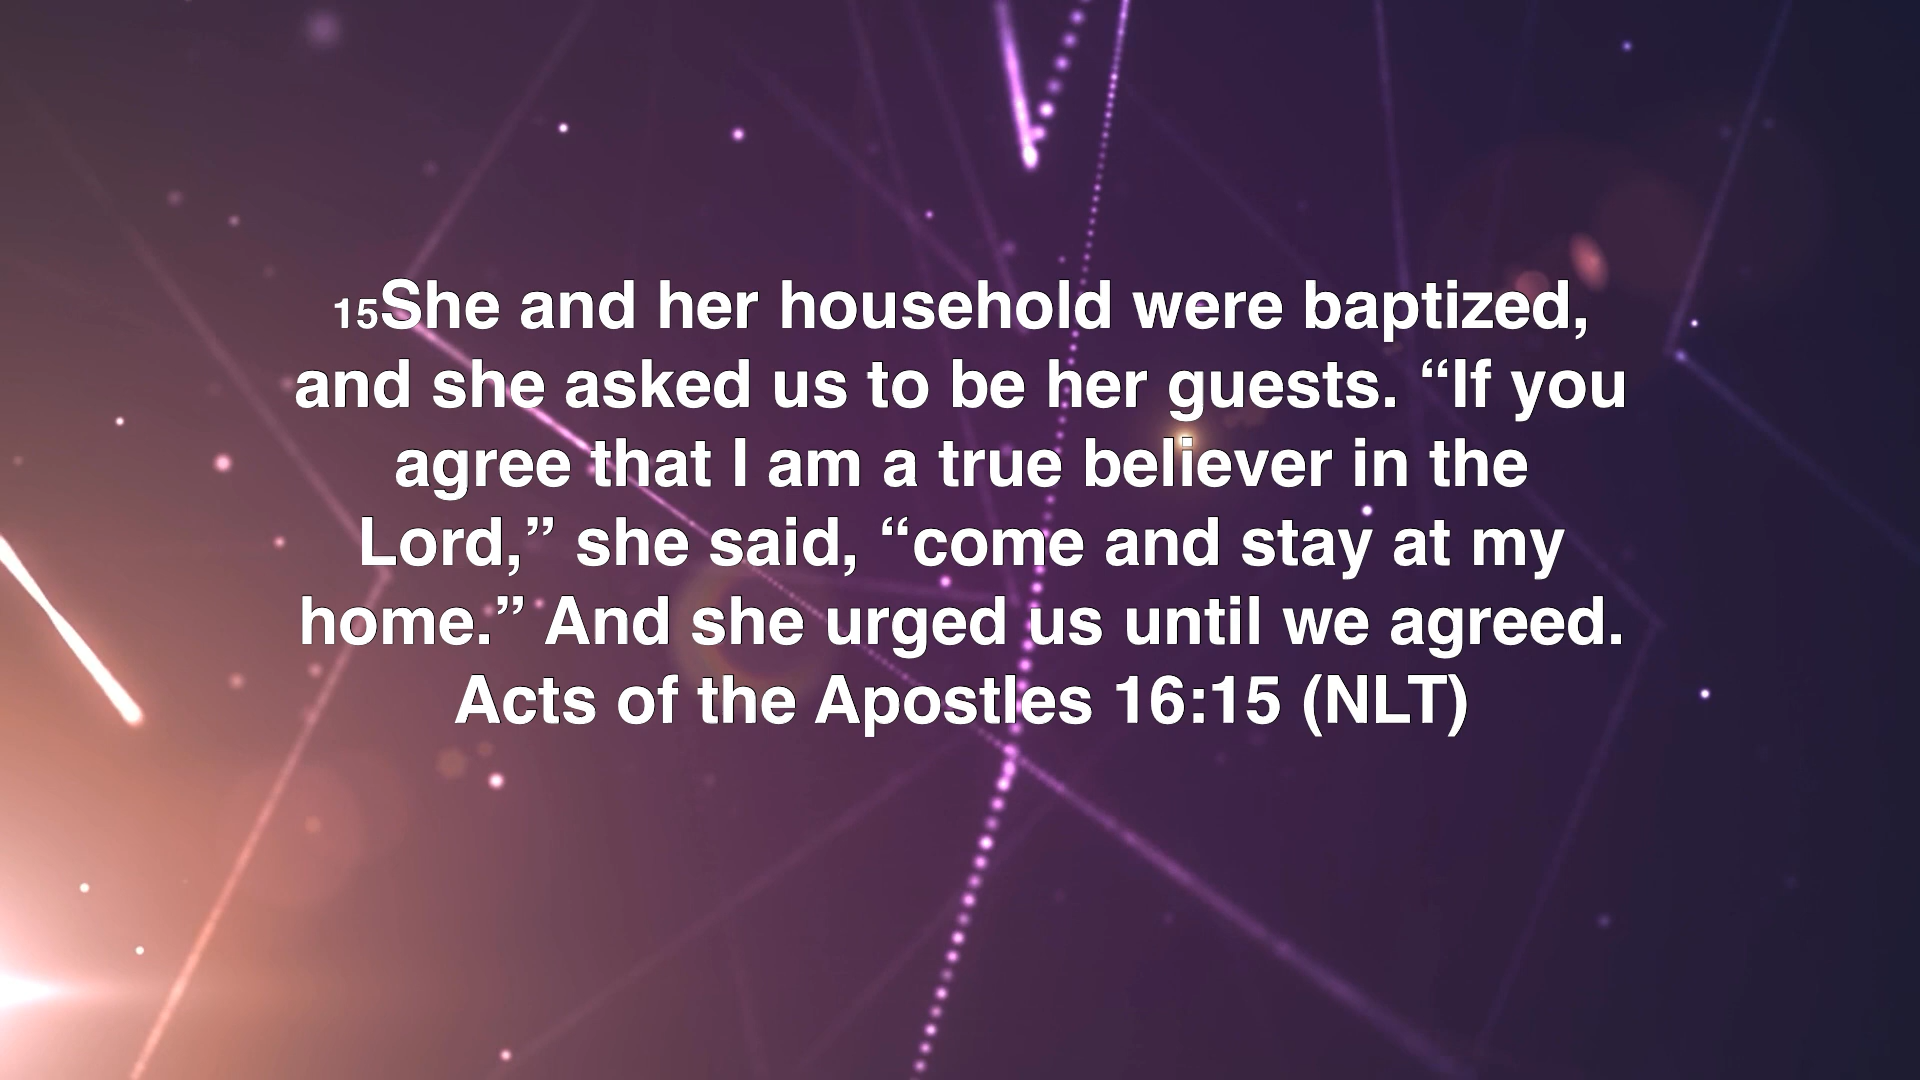 15She and her household were baptized,
and she asked us to be her guests. “If you
agree that I am a true believer in the
Lord,” she said, “come and stay at my
home.” And she urged us until we agreed.
Acts of the Apostles 16:15 (NLT)